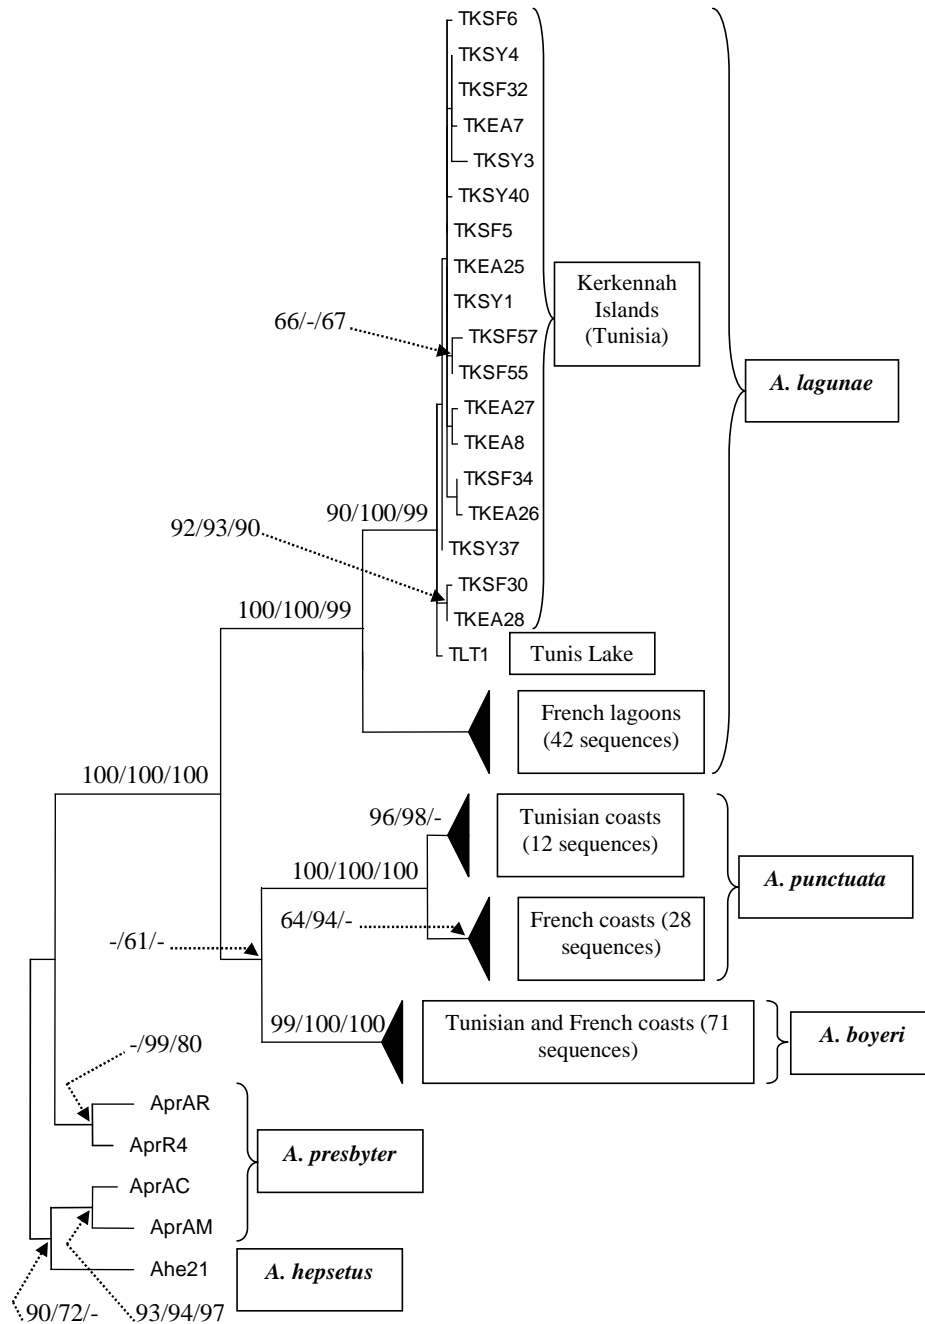 TKSF6
TKSY4
TKSF32
TKEA7
TKSY3
TKSY40
TKSF5
TKEA25
TKSY1
TKSF57
TKSF55
TKEA27
TKEA8
TKSF34
TKEA26
TKSY37
TKSF30
TKEA28
TLT1
Kerkennah
Islands
(Tunisia)
A. lagunae
66/-/67
90/100/99
92/93/90
100/100/99
Tunis Lake
French lagoons
(42 sequences)
100/100/100
96/98/-
Tunisian coasts
(12 sequences)
A. punctuata
100/100/100
64/94/-
French coasts (28
sequences)
-/61/-
99/100/100
Tunisian and French coasts (71
sequences)
A. boyeri
-/99/80
AprAR
AprR4
A. presbyter
AprAC
AprAM
Ahe21
A. hepsetus
90/72/-
93/94/97